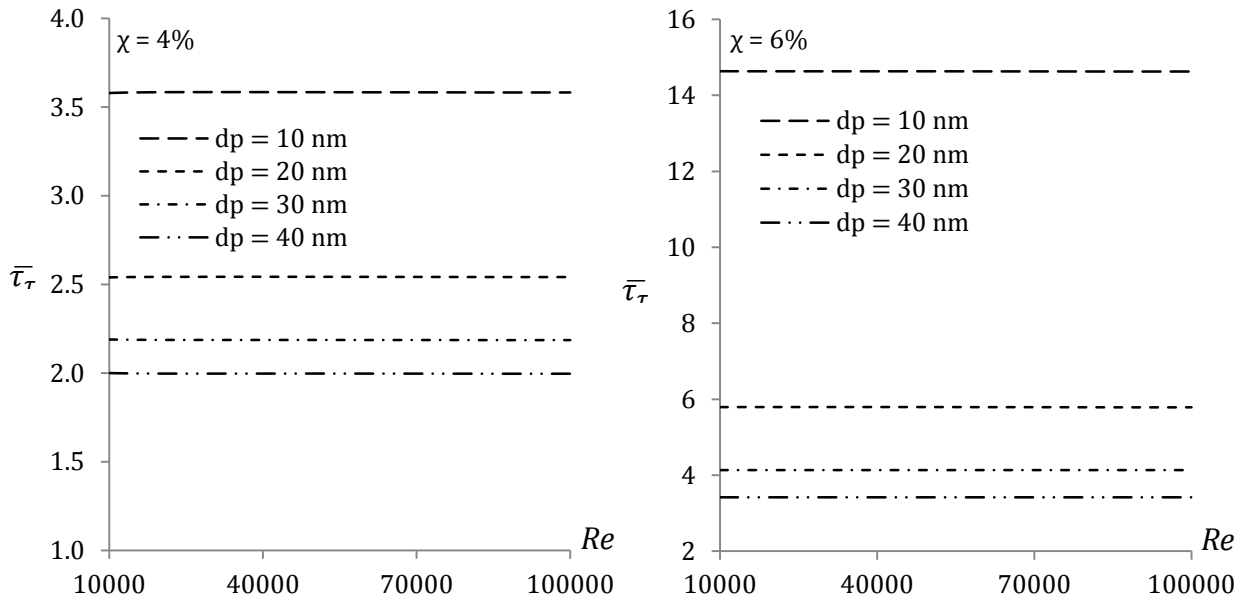 4.0
χ = 4%
3.5
dp = 10 nm
dp = 20 nm
3.0
dp = 30 nm
dp = 40 nm
τ̅_τ
2.5
2.0
1.5
1.0
Re
10000 40000 70000 100000
16
χ = 6%
14
dp = 10 nm
12
dp = 20 nm
dp = 30 nm
10
dp = 40 nm
τ̅_τ
8
6
4
2
Re
10000 40000 70000 100000